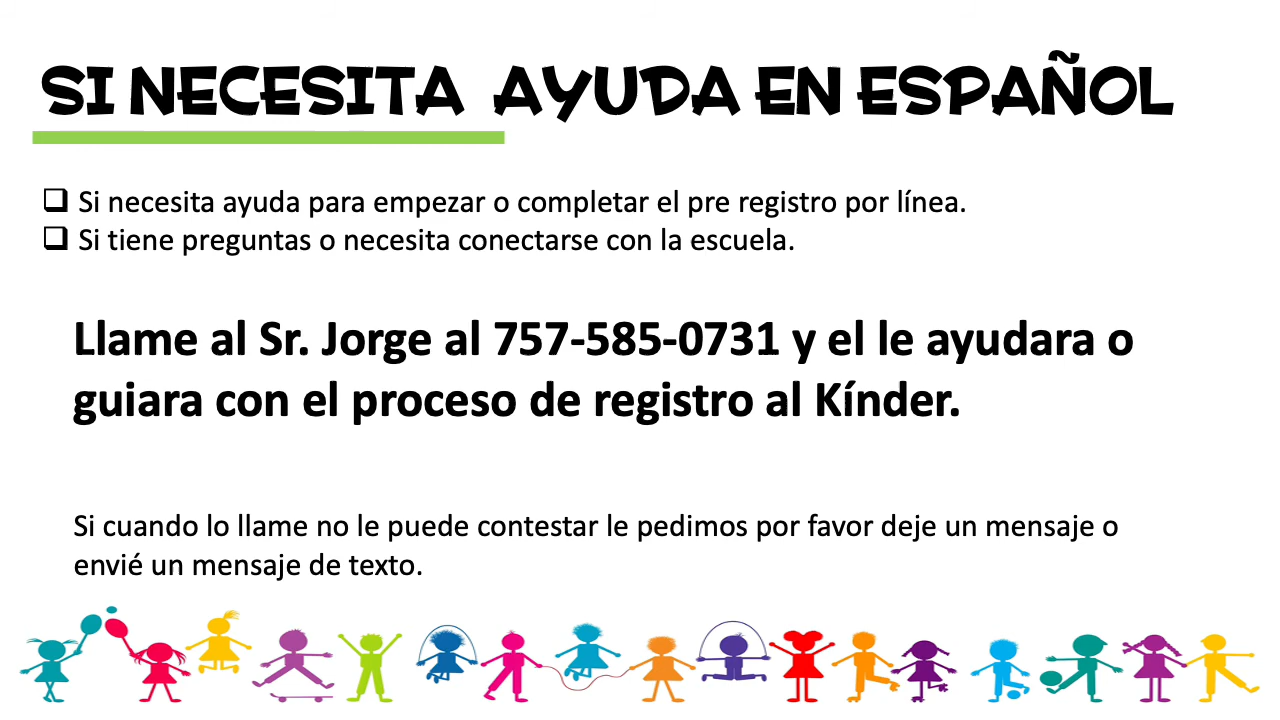 SI NECESITA AYUDA EN ESPAÑOL
❑ Si necesita ayuda para empezar o completar el pre registro por línea.
❑ Si tiene preguntas o necesita conectarse con la escuela.
Llame al Sr. Jorge al 757-585-0731 y el le ayudara o
guiara con el proceso de registro al Kínder.
Si cuando lo llame no le puede contestar le pedimos por favor deje un mensaje o
envié un mensaje de texto.